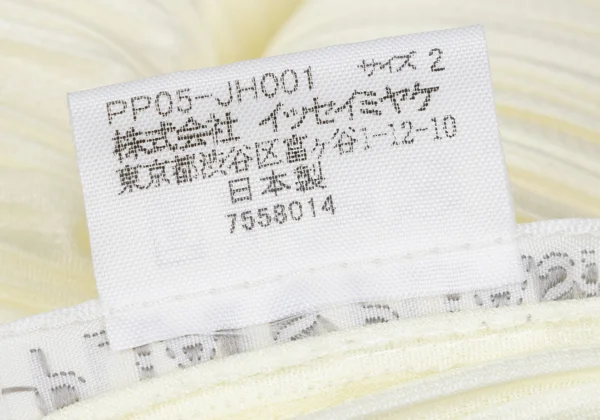 PP05-JH001 サイズ 2
株式会社 イッセイミヤケ
東京都渋谷区富ヶ谷1-12-10
日本製
7558014